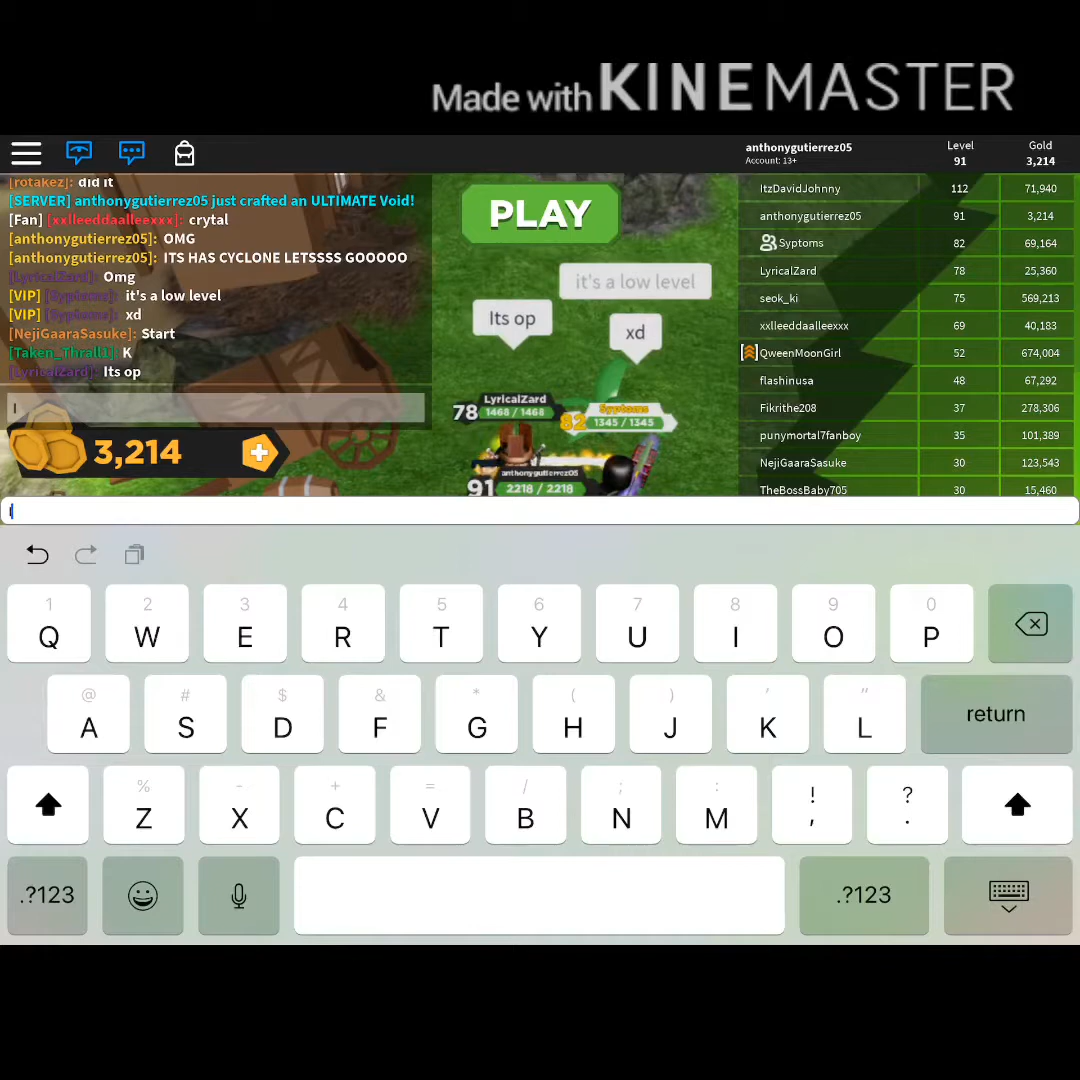 Made with KINEMASTER
anthonygutierrez05
Account: 13+
Level
91
Gold
3,214
[rotakez]: did it
[SERVER] anthonygutierrez05 just crafted an ULTIMATE Void!
[Fan] [xxlleeddaalleexxx]: crytal
[anthonygutierez05]: OMG
[anthonygutierez05]: ITS HAS CYCLONE LETSSSS GOOOOO
[LyricalZard]: Omg
[VIP] [Syptoms]: it's a low level
[VIP] [Syptoms]: xd
[NejiGaaraSasuke]: Start
[Taken_Thrall1]: K
[LyricalZard]: Its op
I
3,214
PLAY
it's a low level
Its op
xd
LyricalZard
78 1468 / 1468
Syptoms
82 1345 / 1345
anthonygutierrez05
91 2218 / 2218
ItzDavidJohnny 112 71,940
anthonygutierrez05 91 3,214
Syptoms 82 69,164
LyricalZard 78 25,360
seok_ki 75 569,213
xxlleeddaalleexxx 69 40,183
QweenMoonGirl 52 674,004
flashinusa 48 67,292
Fikrithe208 37 278,306
punymortal7fanboy 35 101,389
NejiGaaraSasuke 30 123,543
TheBossBaby705 30 15,460
I
1 2 3 4 5 6 7 8 9 0
Q W E R T Y U I O P
@ # $ & * ( ) ' "
A S D F G H J K L return
% - + = / ; : ! ?
Z X C V B N M , .
.?123 .?123